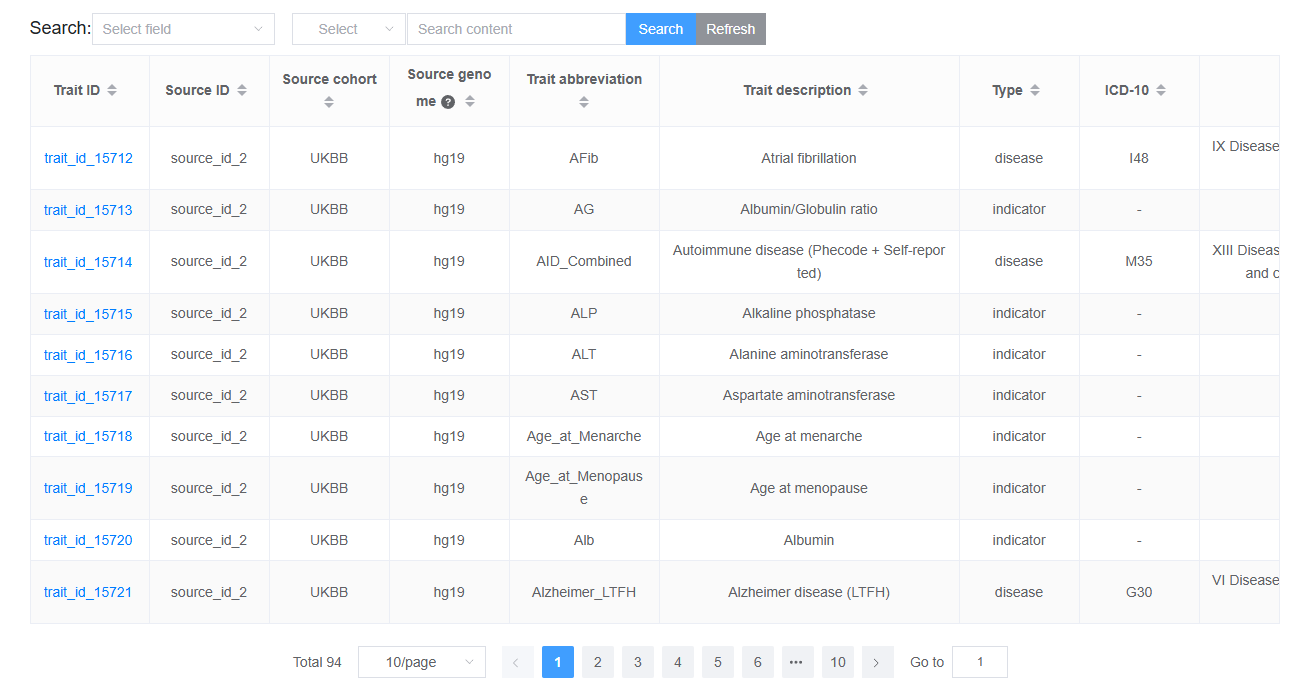 Search: Select field Select Search content Search Refresh
Trait ID Source ID Source cohort Source geno
me ? Trait abbreviation Trait description Type ICD-10
trait_id_15712 source_id_2 UKBB hg19 AFib Atrial fibrillation disease I48 IX Disease
trait_id_15713 source_id_2 UKBB hg19 AG Albumin/Globulin ratio indicator -
trait_id_15714 source_id_2 UKBB hg19 AID_Combined Autoimmune disease (Phecode + Self-repor
ted) disease M35 XIII Diseas
and c
trait_id_15715 source_id_2 UKBB hg19 ALP Alkaline phosphatase indicator -
trait_id_15716 source_id_2 UKBB hg19 ALT Alanine aminotransferase indicator -
trait_id_15717 source_id_2 UKBB hg19 AST Aspartate aminotransferase indicator -
trait_id_15718 source_id_2 UKBB hg19 Age_at_Menarche Age at menarche indicator -
trait_id_15719 source_id_2 UKBB hg19 Age_at_Menopaus
e Age at menopause indicator -
trait_id_15720 source_id_2 UKBB hg19 Alb Albumin indicator -
trait_id_15721 source_id_2 UKBB hg19 Alzheimer_LTFH Alzheimer disease (LTFH) disease G30 VI Disease
Total 94 10/page < 1 2 3 4 5 6 ••• 10 > Go to 1